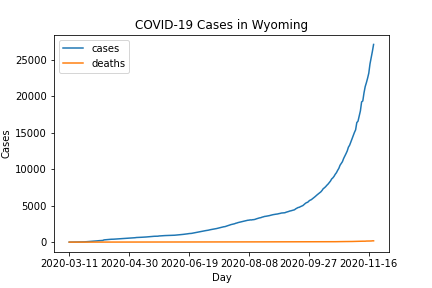 COVID-19 Cases in Wyoming
cases
deaths
25000
20000
15000
10000
5000
0
Cases
2020-03-11 2020-04-30 2020-06-19 2020-08-08 2020-09-27 2020-11-16
Day